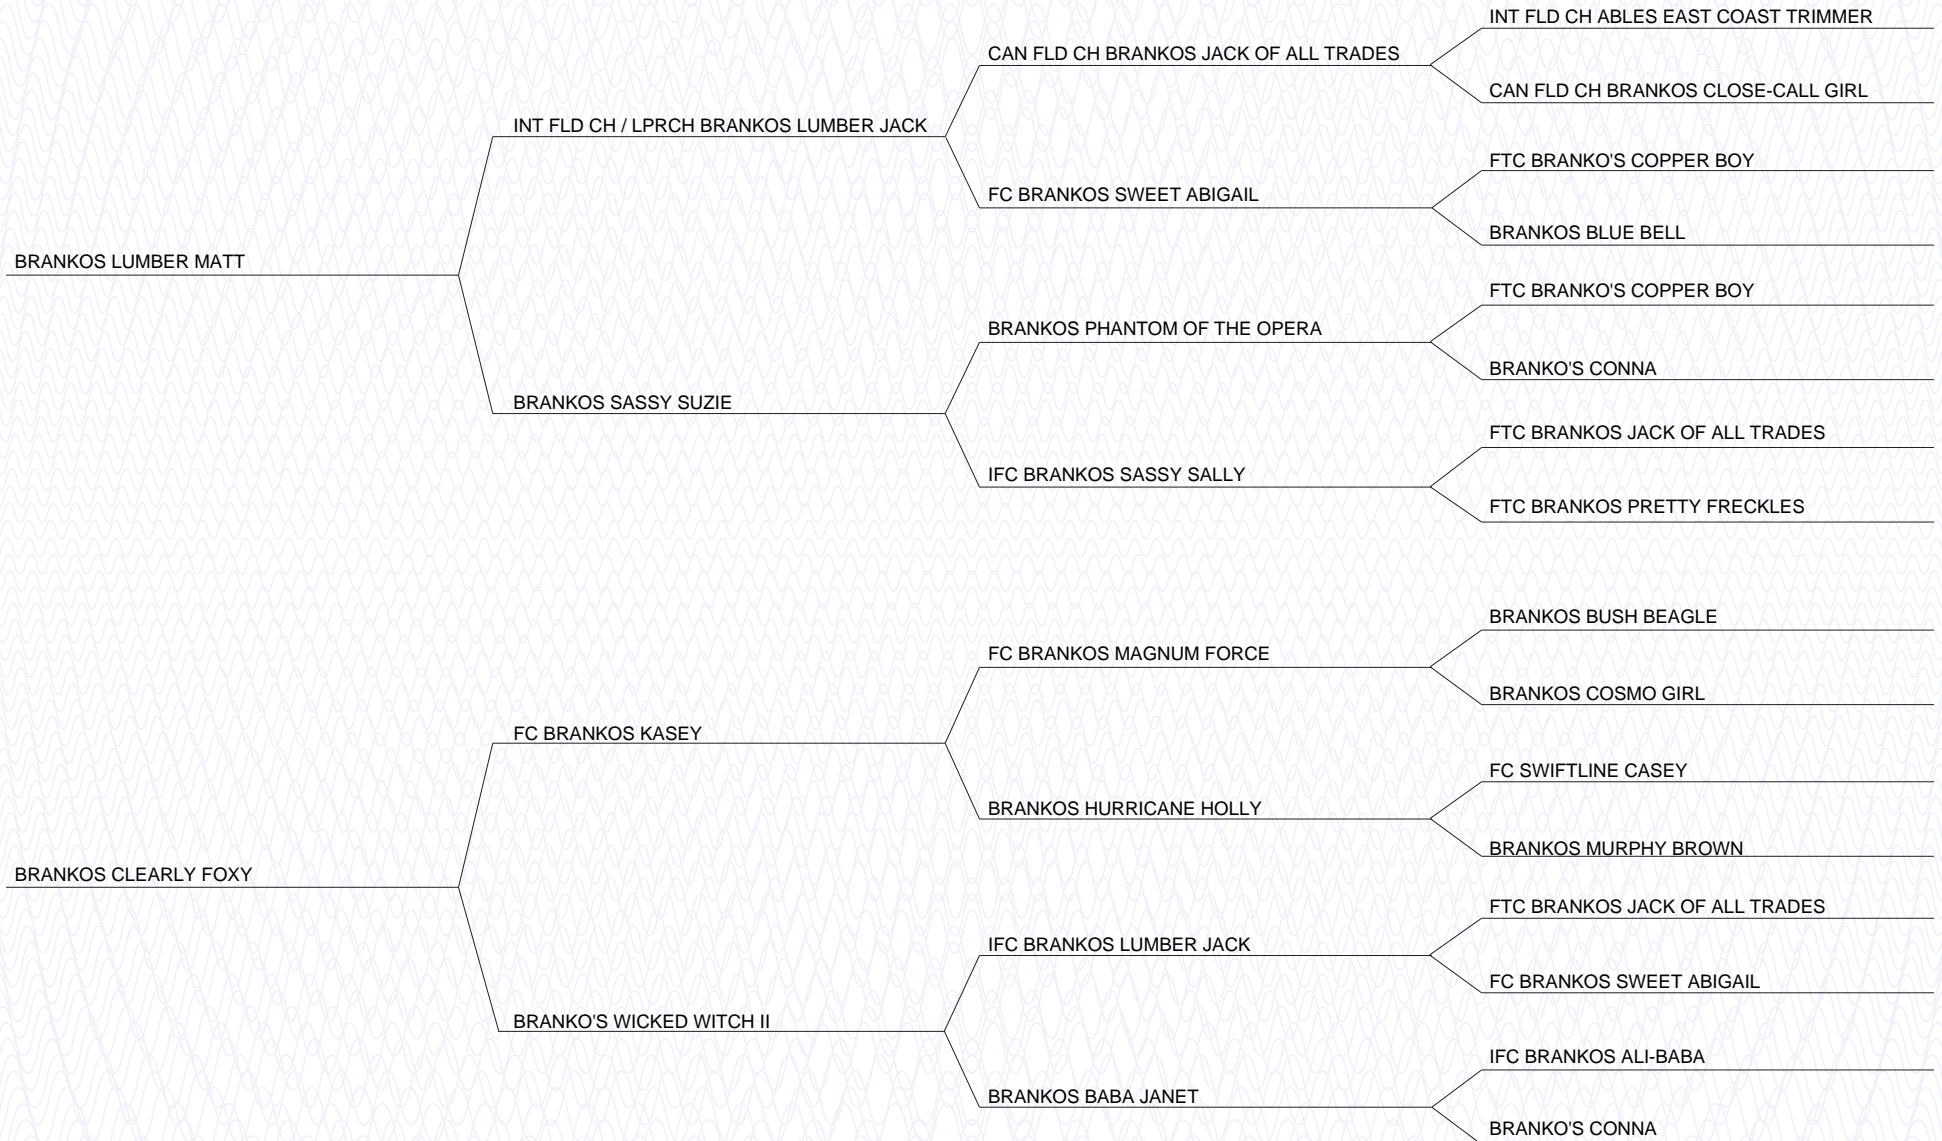 INT FLD CH ABLES EAST COAST TRIMMER
CAN FLD CH BRANKOS JACK OF ALL TRADES
CAN FLD CH BRANKOS CLOSE-CALL GIRL
INT FLD CH / LPRCH BRANKOS LUMBER JACK
FTC BRANKO'S COPPER BOY
FC BRANKOS SWEET ABIGAIL
BRANKOS BLUE BELL
BRANKOS LUMBER MATT
FTC BRANKO'S COPPER BOY
BRANKOS PHANTOM OF THE OPERA
BRANKO'S CONNA
BRANKOS SASSY SUZIE
FTC BRANKOS JACK OF ALL TRADES
IFC BRANKOS SASSY SALLY
FTC BRANKOS PRETTY FRECKLES
BRANKOS BUSH BEAGLE
FC BRANKOS MAGNUM FORCE
BRANKOS COSMO GIRL
FC BRANKOS KASEY
FC SWIFTLINE CASEY
BRANKOS HURRICANE HOLLY
BRANKOS MURPHY BROWN
BRANKOS CLEARLY FOXY
FTC BRANKOS JACK OF ALL TRADES
IFC BRANKOS LUMBER JACK
FC BRANKOS SWEET ABIGAIL
BRANKO'S WICKED WITCH II
IFC BRANKOS ALI-BABA
BRANKOS BABA JANET
BRANKO'S CONNA